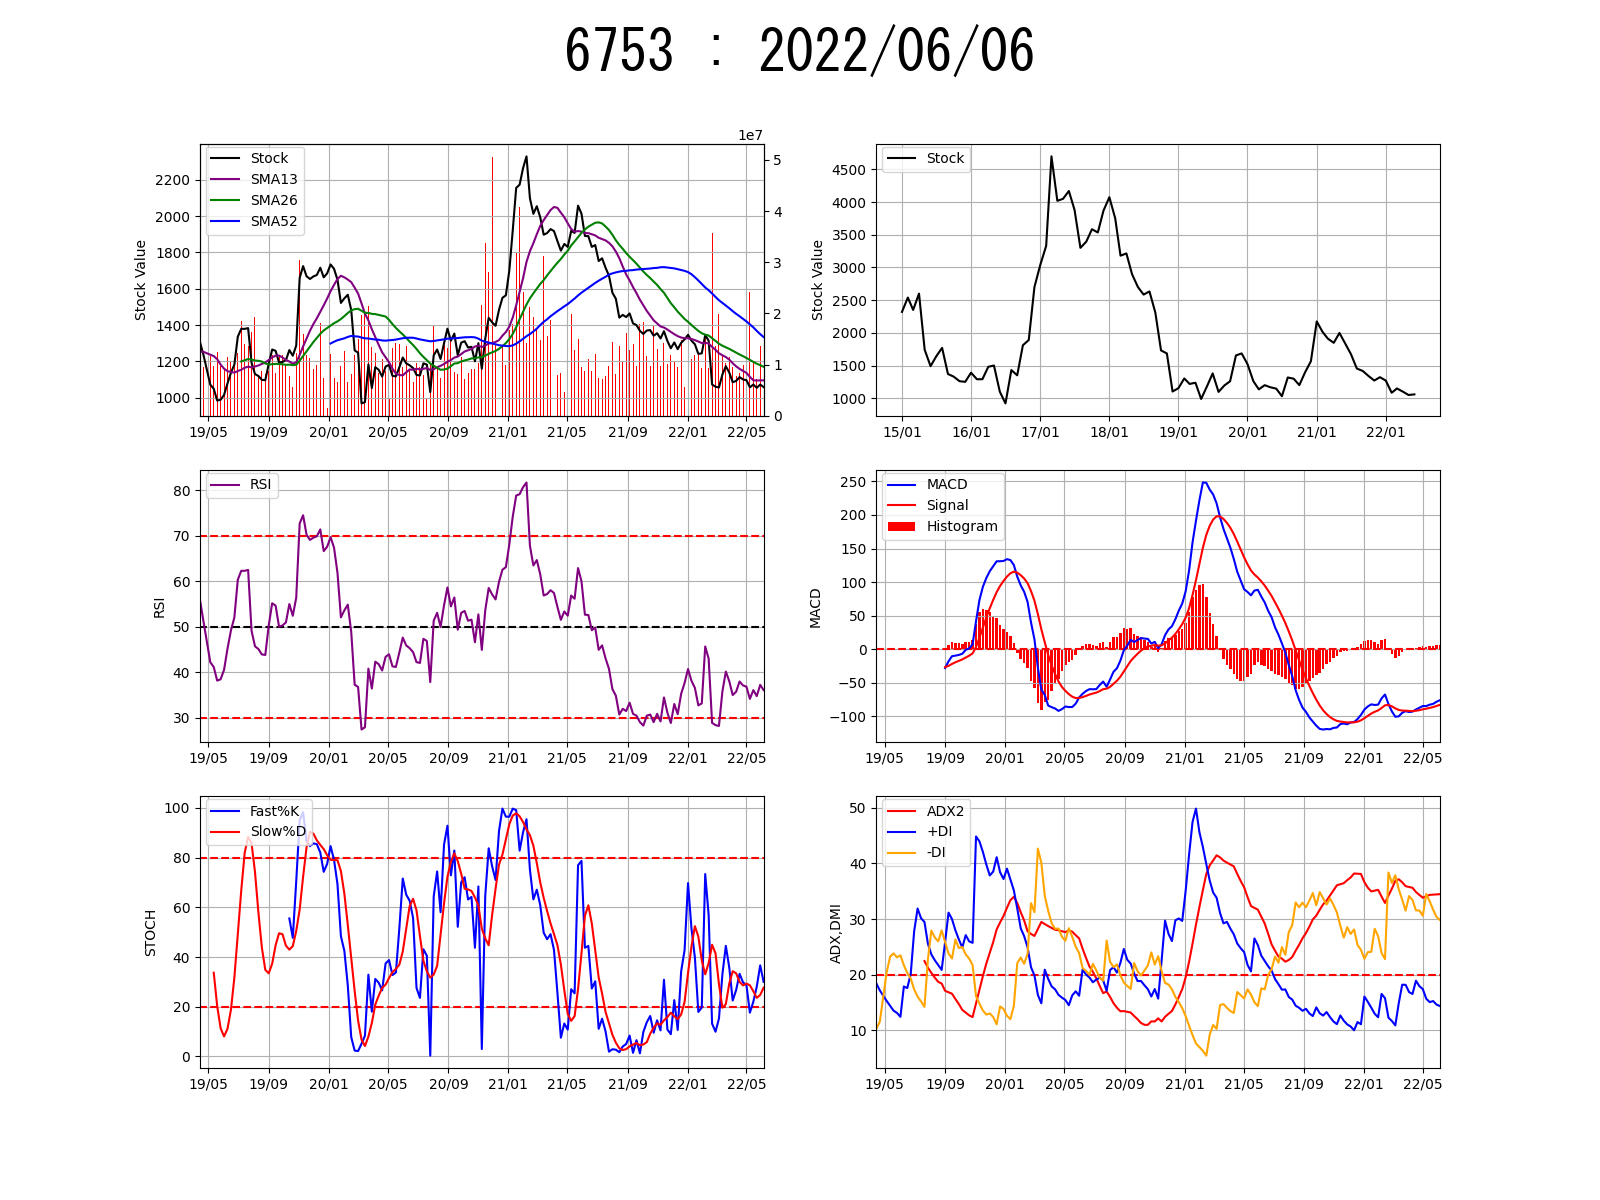 6753 : 2022/06/06
1e7
Stock
SMA13
SMA26
SMA52
Stock Value
2200
2000
1800
1600
1400
1200
1000
5
4
3
2
1
0
19/05 19/09 20/01 20/05 20/09 21/01 21/05 21/09 22/01 22/05
Stock
Stock Value
4500
4000
3500
3000
2500
2000
1500
1000
15/01 16/01 17/01 18/01 19/01 20/01 21/01 22/01
RSI
RSI
80
70
60
50
40
30
19/05 19/09 20/01 20/05 20/09 21/01 21/05 21/09 22/01 22/05
MACD
Signal
Histogram
MACD
250
200
150
100
50
0
−50
−100
19/05 19/09 20/01 20/05 20/09 21/01 21/05 21/09 22/01 22/05
Fast%K
Slow%D
STOCH
100
80
60
40
20
0
19/05 19/09 20/01 20/05 20/09 21/01 21/05 21/09 22/01 22/05
ADX2
+DI
-DI
ADX,DMI
50
40
30
20
10
19/05 19/09 20/01 20/05 20/09 21/01 21/05 21/09 22/01 22/05